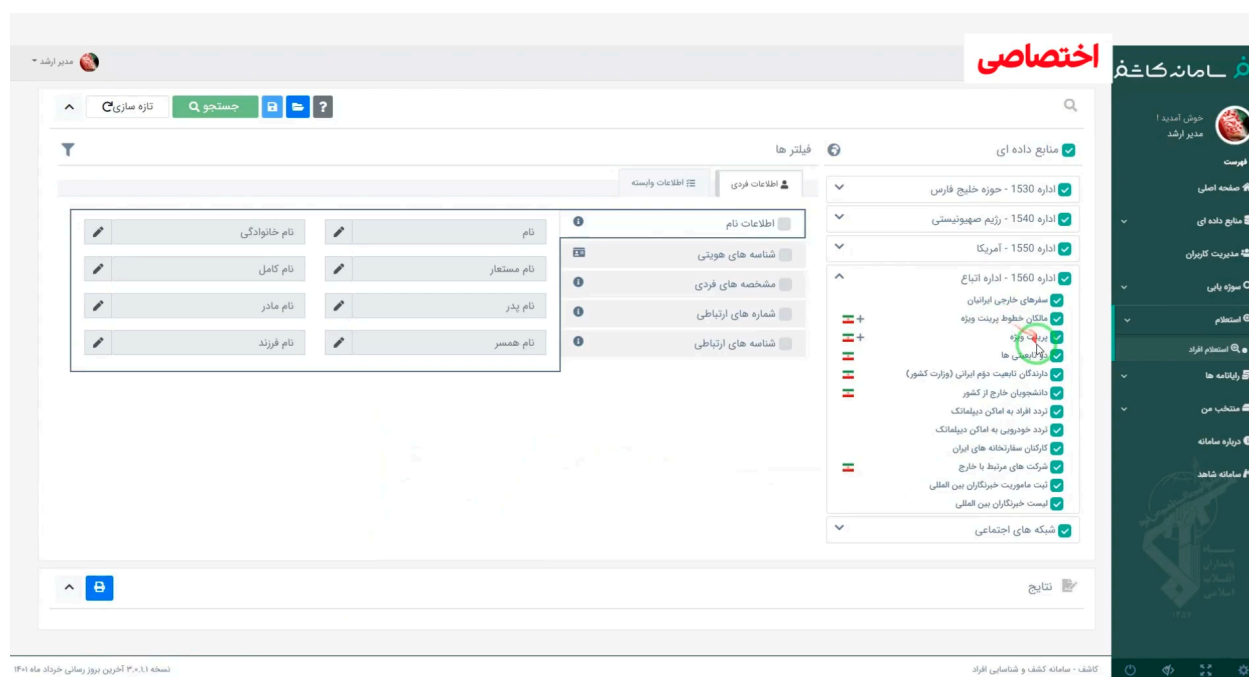 اختصاصی
سامانه کاشف
خوش آمدید !
مدیر ارشد
فهرست
صفحه اصلی
منابع داده ای
مدیریت کاربران
سوژه یابی
استعلام
استعلام افراد
رایانامه ها
منتخب من
درباره سامانه
سامانه شاهد
مدیر ارشد
جستجو
تازه سازی
?
منابع داده ای
اداره 1530 - حوزه خلیج فارس
اداره 1540 - رژیم صهیونیستی
اداره 1550 - آمریکا
اداره 1560 - اداره اتباع
سفرهای خارجی ایرانیان
مالکان خطوط پرینت ویژه
پرینت ویژه
دو تابعیتی ها
دارندگان تابعیت دوم ایرانی (وزارت کشور)
دانشجویان خارج از کشور
تردد افراد به اماکن دیپلماتک
تردد خودرویی به اماکن دیپلماتک
کارکنان سفارتخانه های ایران
شرکت های مرتبط با خارج
ثبت ماموریت خبرنگاران بین المللی
لیست خبرنگاران بین المللی
شبکه های اجتماعی
فیلتر ها
اطلاعات فردی
اطلاعات وابسته
اطلاعات نام
شناسه های هویتی
مشخصه های فردی
شماره های ارتباطی
شناسه های ارتباطی
نام
نام خانوادگی
نام مستعار
نام کامل
نام پدر
نام مادر
نام همسر
نام فرزند
نتایج
کاشف - سامانه کشف و شناسایی افراد
نسخه ۳.۰.۱.۱ آخرین بروز رسانی خرداد ماه ۱۴۰۱